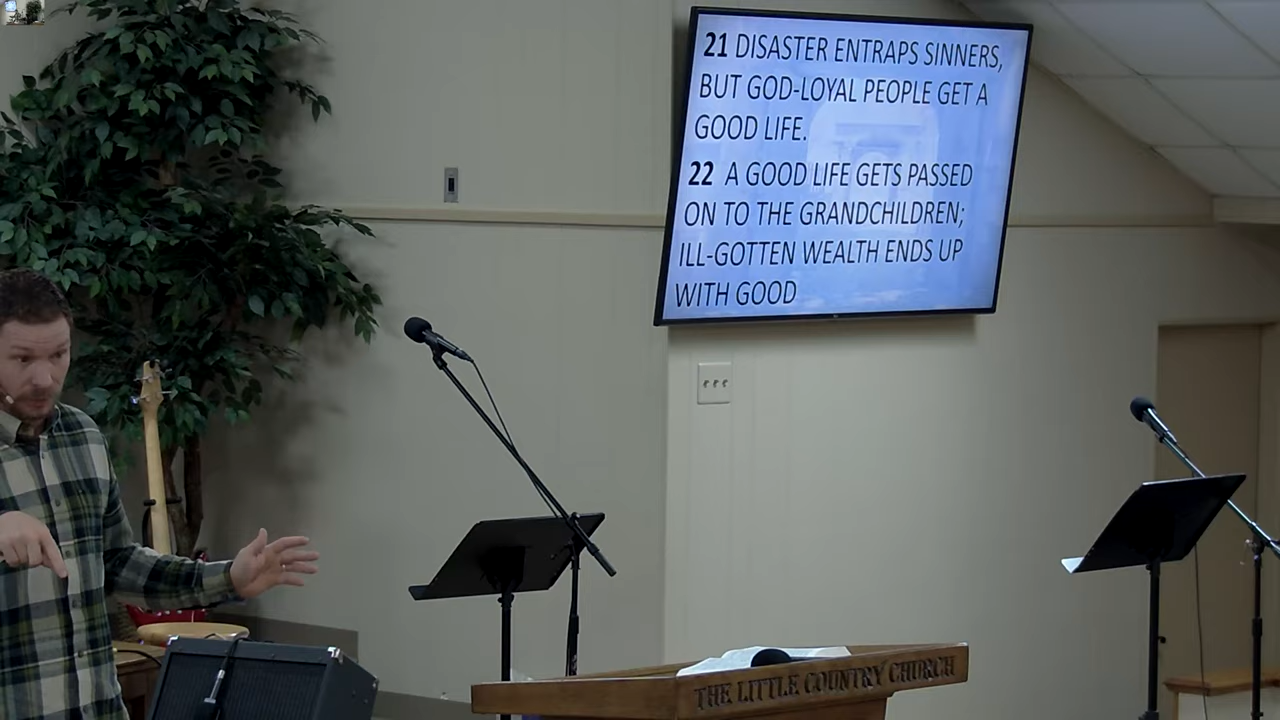 21 DISASTER ENTRAPS SINNERS,
BUT GOD-LOYAL PEOPLE GET A
GOOD LIFE.
22 A GOOD LIFE GETS PASSED
ON TO THE GRANDCHILDREN;
ILL-GOTTEN WEALTH ENDS UP
WITH GOOD
THE LITTLE COUNTRY CHURCH